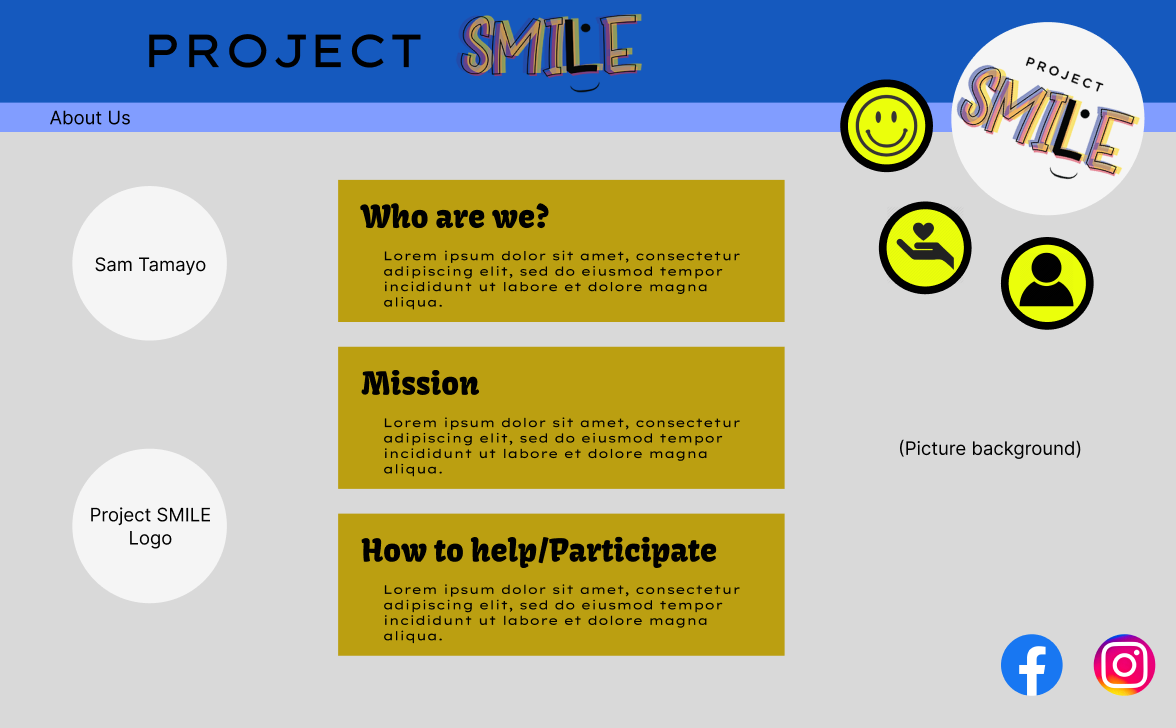 PROJECT SMILE
PROJECT
SMILE
About Us
Sam Tamayo
Who are we?
Lorem ipsum dolor sit amet, consectetur
adipiscing elit, sed do eiusmod tempor
incididunt ut labore et dolore magna
aliqua.
Mission
Lorem ipsum dolor sit amet, consectetur
adipiscing elit, sed do eiusmod tempor
incididunt ut labore et dolore magna
aliqua.
(Picture background)
Project SMILE
Logo
How to help/Participate
Lorem ipsum dolor sit amet, consectetur
adipiscing elit, sed do eiusmod tempor
incididunt ut labore et dolore magna
aliqua.